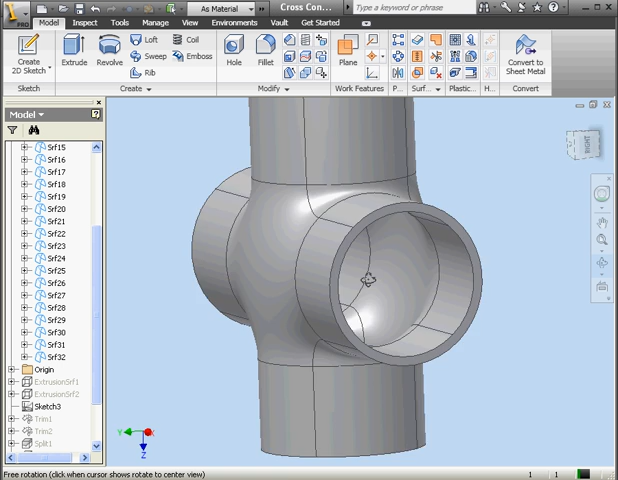 As Material
Cross Con...
Type a keyword or phrase
PRO
Model Inspect Tools Manage View Environments Vault Get Started
Create
2D Sketch
Extrude
Revolve
Loft
Sweep
Rib
Coil
Emboss
Hole
Fillet
Plane
Convert to
Sheet Metal
Sketch
Create
Modify
Work Features
P...
Surf...
Plastic...
H...
Convert
Model
Srf15
Srf16
Srf17
Srf18
Srf19
Srf20
Srf21
Srf22
Srf23
Srf24
Srf25
Srf26
Srf27
Srf28
Srf29
Srf30
Srf31
Srf32
Origin
ExtrusionSrf1
ExtrusionSrf2
Sketch3
Trim1
Trim2
Split1
RIGHT
Y
X
Z
Free rotation (click when cursor shows rotate to center view)
1
1